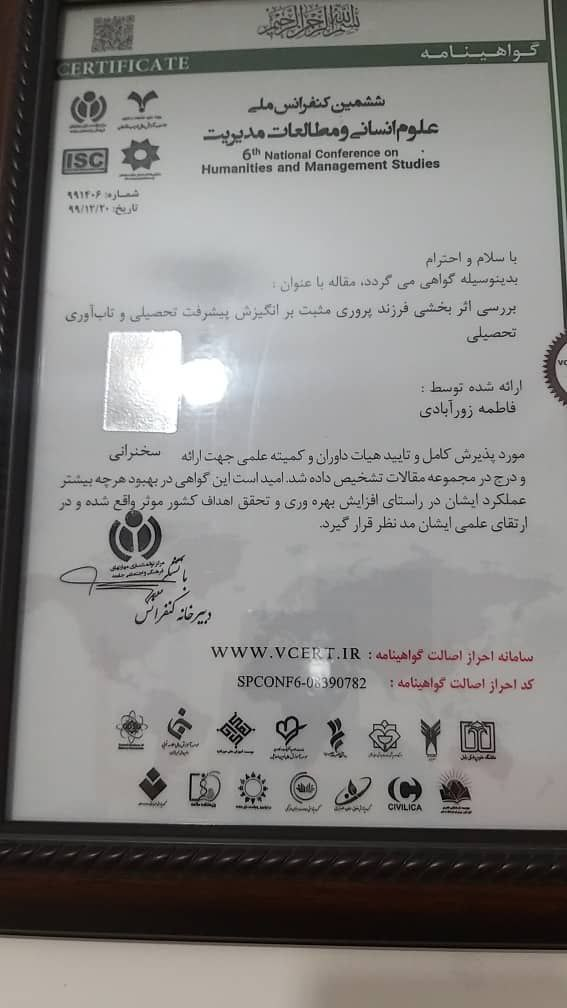 بسم الله الرحمن الرحیم
CERTIFICATE
گواهینامه
ششمین کنفرانس ملی
علوم انسانی و مطالعات مدیریت
6th National Conference on
Humanities and Management Studies
ISC
شماره: ۹۹۱۴۰۶
تاریخ: ۹۹/۱۲/۲۰
با سلام و احترام
بدینوسیله گواهی می گردد، مقاله با عنوان :
بررسی اثر بخشی فرزند پروری مثبت بر انگیزش پیشرفت تحصیلی و تاب‌آوری
تحصیلی
ارائه شده توسط :
فاطمه زورآبادی
مورد پذیرش کامل و تایید هیات داوران و کمیته علمی جهت ارائه سخنرانی
و درج در مجموعه مقالات تشخیص داده شد. امید است این گواهی در بهبود هرچه بیشتر
عملکرد ایشان در راستای افزایش بهره وری و تحقق اهداف کشور موثر واقع شده و در
ارتقای علمی ایشان مد نظر قرار گیرد.
مرکز توانمندسازی مهارتهای
فرهنگی و اجتماعی جامعه
دبیرخانه کنفرانس
سامانه احراز اصالت گواهینامه : WWW.VCERT.IR
کد احراز اصالت گواهینامه : SPCONF6-08390782
CIVILICA